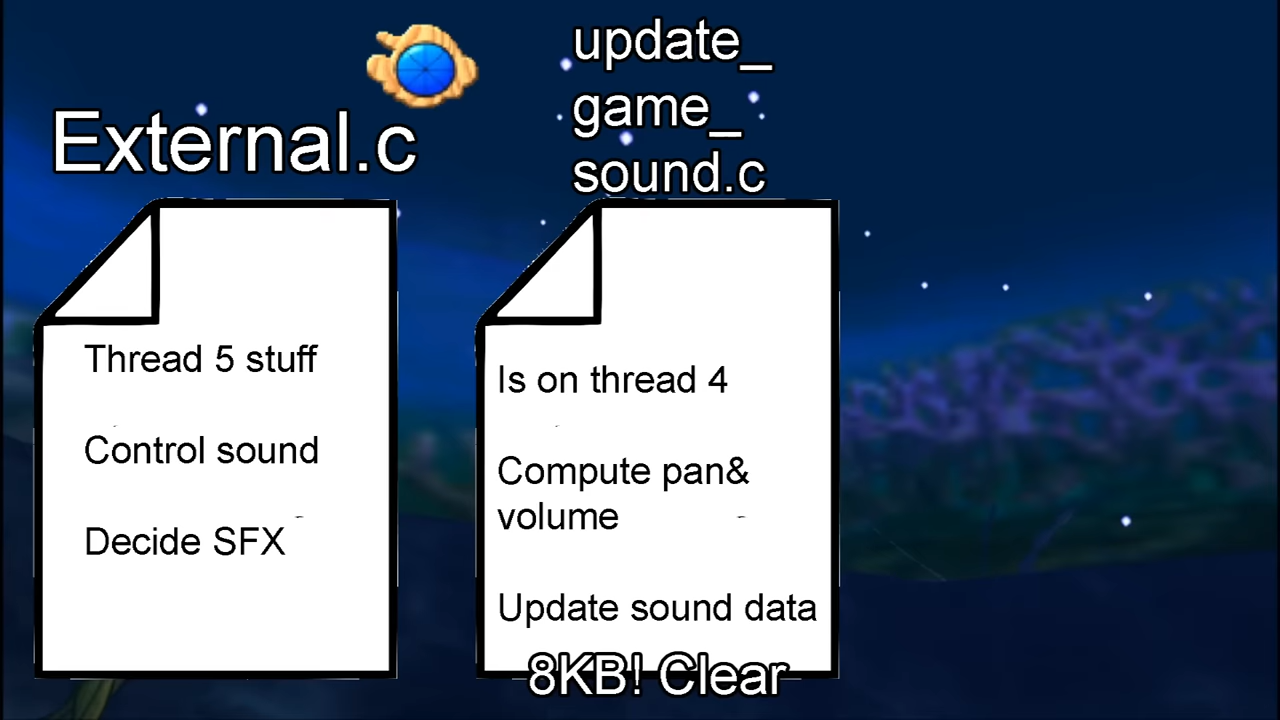 External.c
Thread 5 stuff
Control sound
Decide SFX
update_
game_
sound.c
Is on thread 4
Compute pan&
volume
Update sound data
8KB! Clear